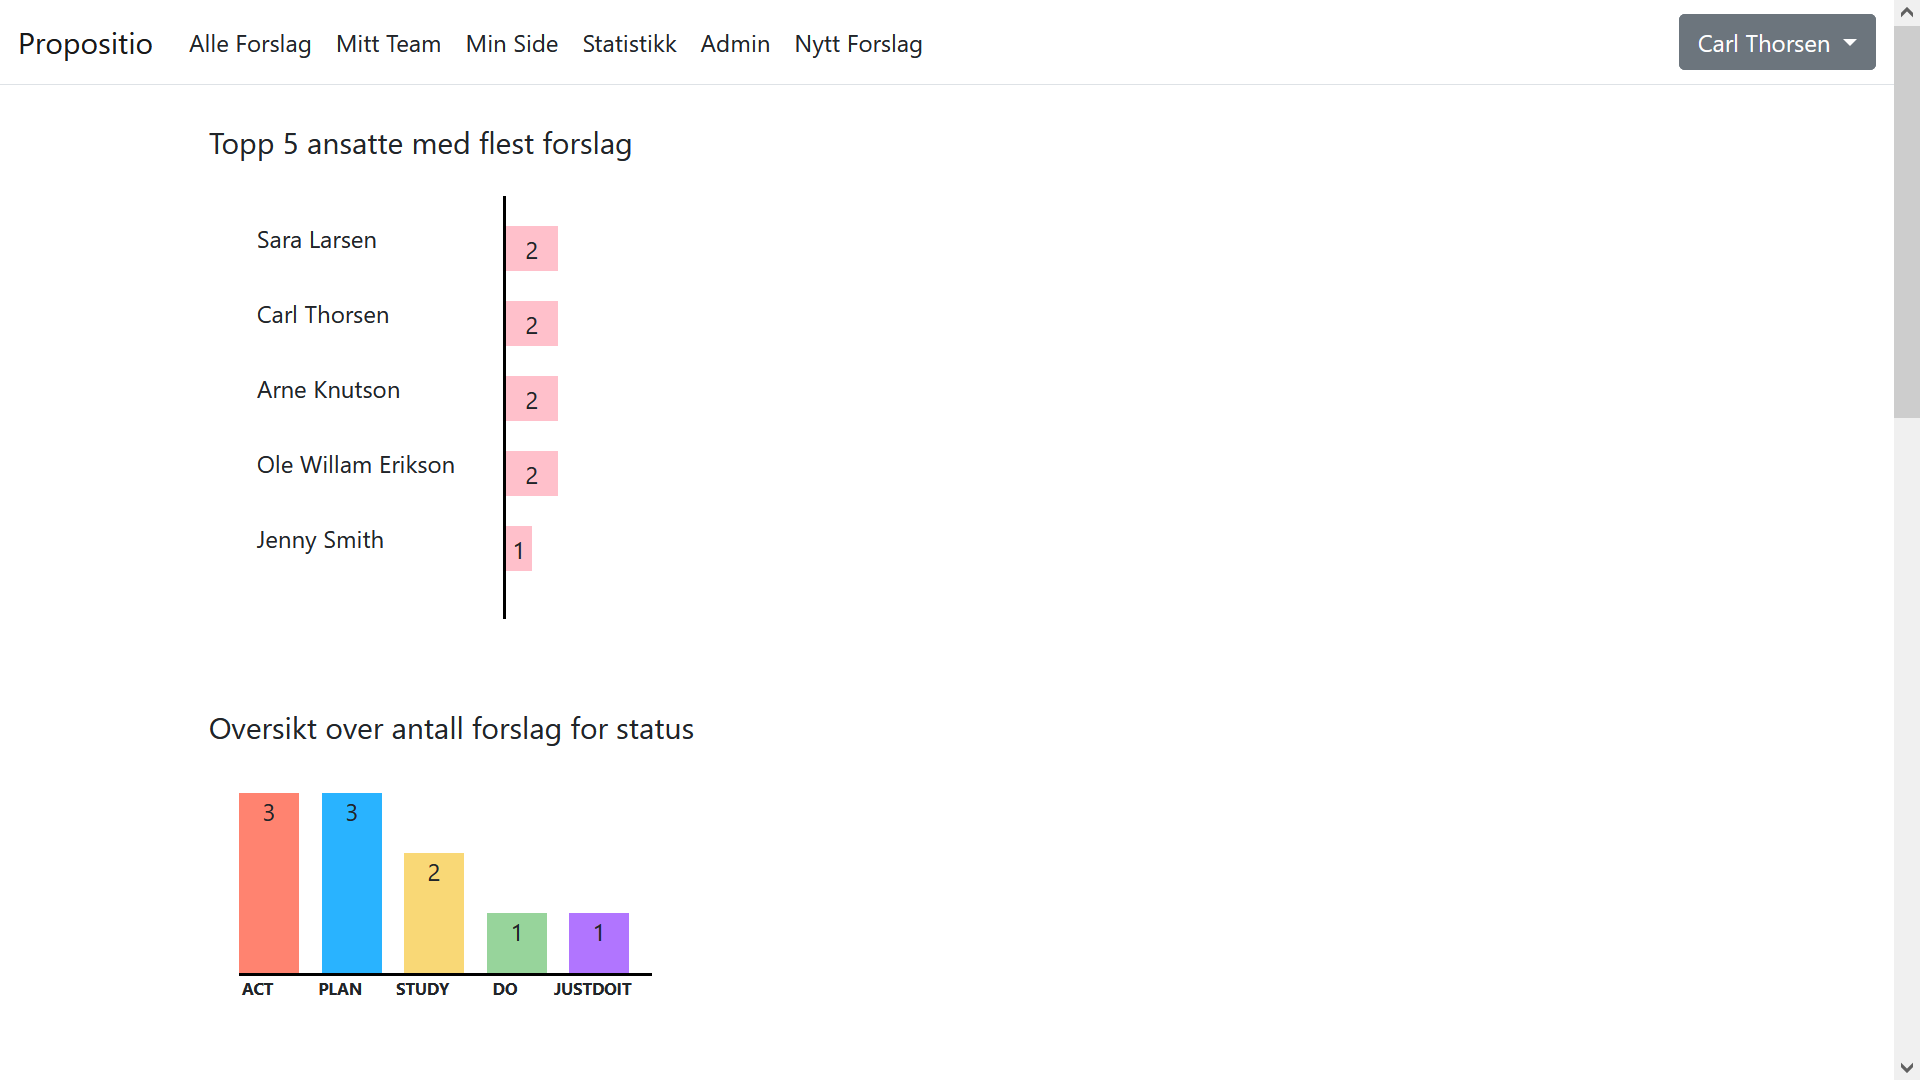 Propositio Alle Forslag Mitt Team Min Side Statistikk Admin Nytt Forslag Carl Thorsen
Topp 5 ansatte med flest forslag
Sara Larsen 2
Carl Thorsen 2
Arne Knutson 2
Ole Willam Erikson 2
Jenny Smith 1
Oversikt over antall forslag for status
3 3 2 1 1
ACT PLAN STUDY DO JUSTDOIT